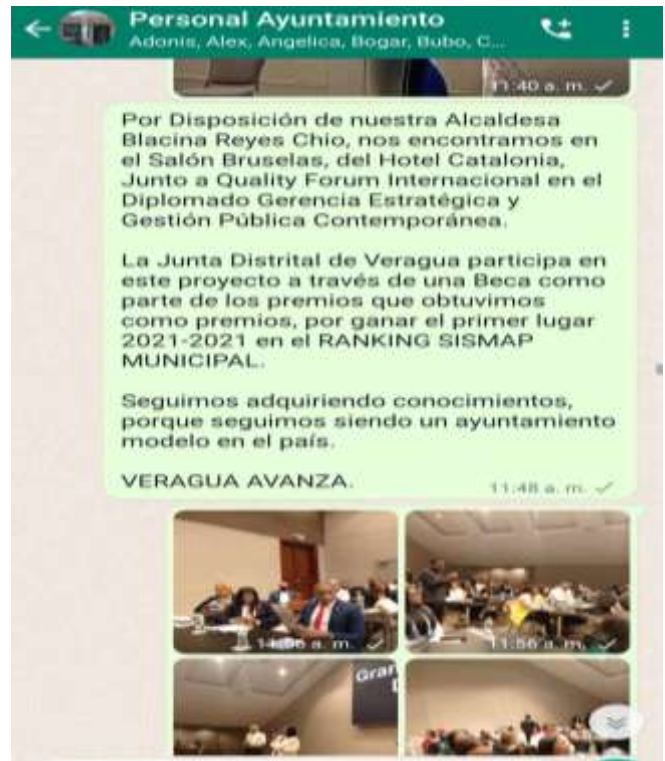 Personal Ayuntamiento
Adonis, Alex, Angelica, Bogar, Bubo, C...
11:40 a. m.
Por Disposición de nuestra Alcaldesa
Blacina Reyes Chio, nos encontramos en
el Salón Bruselas, del Hotel Catalonia,
Junto a Quality Forum Internacional en el
Diplomado Gerencia Estratégica y
Gestión Pública Contemporánea.
La Junta Distrital de Veragua participa en
este proyecto a través de una Beca como
parte de los premios que obtuvimos
como premios, por ganar el primer lugar
2021-2021 en el RANKING SISMAP
MUNICIPAL.
Seguimos adquiriendo conocimientos,
porque seguimos siendo un ayuntamiento
modelo en el país.
VERAGUA AVANZA.
11:48 a. m.
11:56 a. m.
11:56 a. m.
Gran